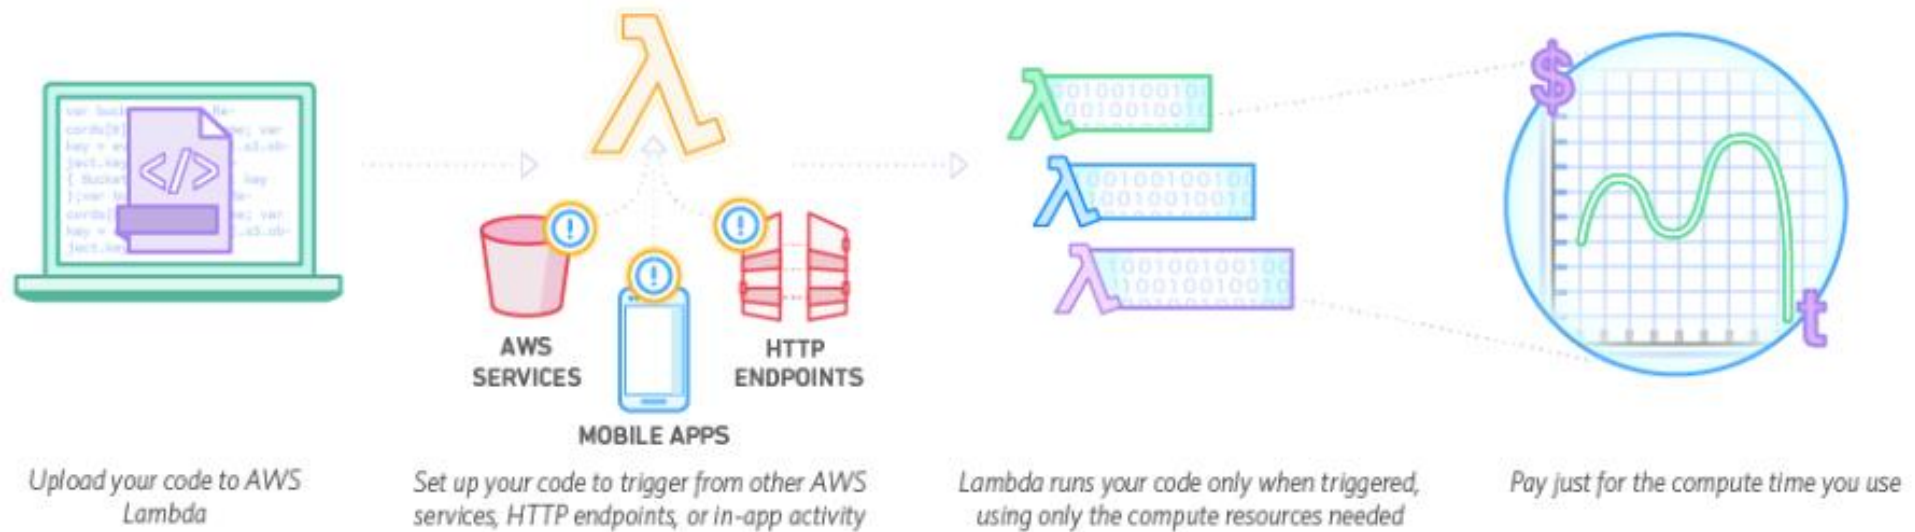 </>
AWS
SERVICES
MOBILE APPS
HTTP
ENDPOINTS
$
t
Upload your code to AWS
Lambda
Set up your code to trigger from other AWS
services, HTTP endpoints, or in-app activity
Lambda runs your code only when triggered,
using only the compute resources needed
Pay just for the compute time you use